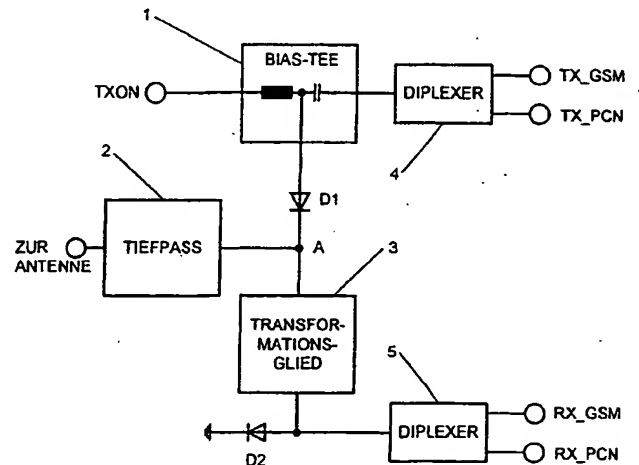 1
BIAS-TEE
TXON
DIPLEXER
TX_GSM
TX_PCN
4
2
D1
ZUR
ANTENNE
TIEFPASS
A
3
TRANSFOR-
MATIONS-
GLIED
5
D2
DIPLEXER
RX_GSM
RX_PCN